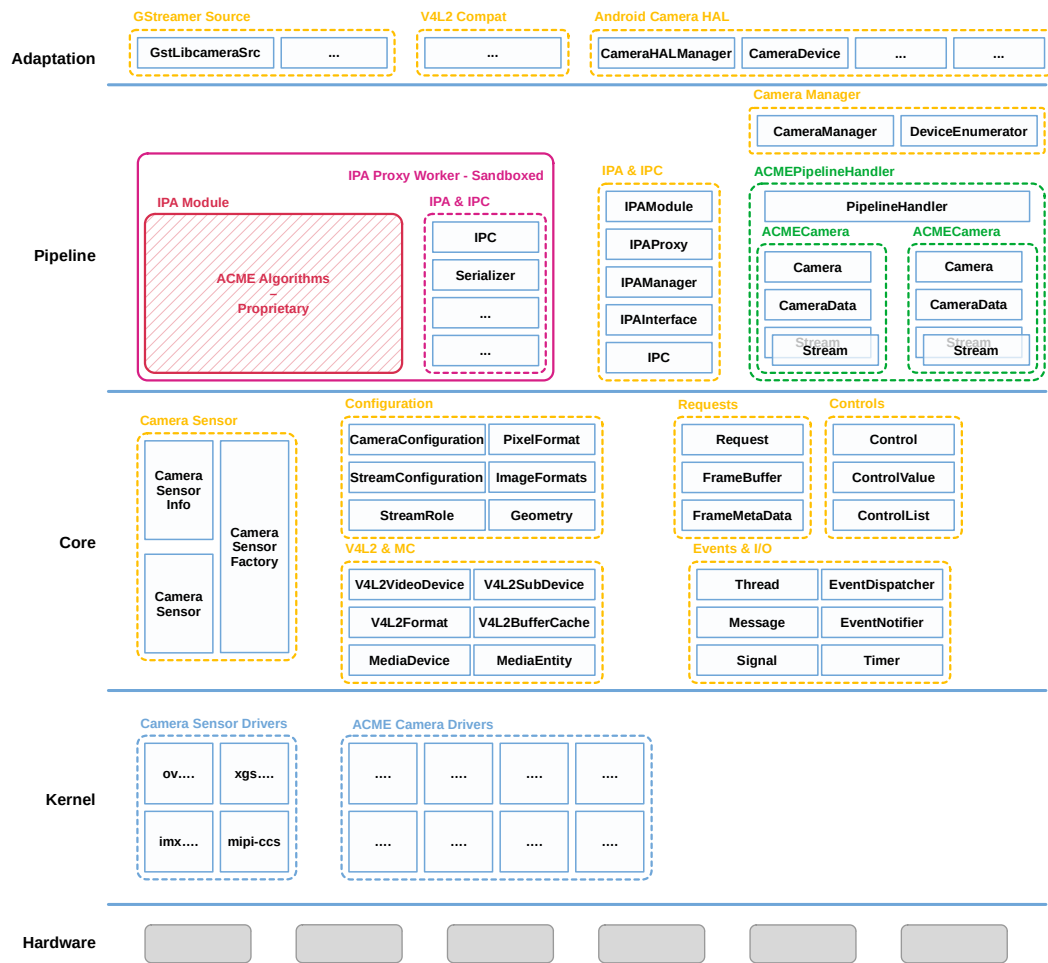 GStreamer Source
V4L2 Compat
Android Camera HAL
Adaptation
GstLibcameraSrc
...
...
CameraHALManager
CameraDevice
...
...
Camera Manager
CameraManager
DeviceEnumerator
Pipeline
IPA Proxy Worker - Sandboxed
IPA Module
ACME Algorithms
–
Proprietary
IPA & IPC
IPC
Serializer
...
...
IPA & IPC
IPAModule
IPAProxy
IPAManager
IPAInterface
IPC
ACMEPipelineHandler
PipelineHandler
ACMECamera
Camera
CameraData
Stream
Stream
ACMECamera
Camera
CameraData
Stream
Stream
Core
Camera Sensor
Camera
Sensor
Info
Camera
Sensor
Camera
Sensor
Factory
Configuration
CameraConfiguration
PixelFormat
StreamConfiguration
ImageFormats
StreamRole
Geometry
Requests
Request
FrameBuffer
FrameMetaData
Controls
Control
ControlValue
ControlList
V4L2 & MC
V4L2VideoDevice
V4L2SubDevice
V4L2Format
V4L2BufferCache
MediaDevice
MediaEntity
Events & I/O
Thread
EventDispatcher
Message
EventNotifier
Signal
Timer
Kernel
Camera Sensor Drivers
ov....
xgs....
imx....
mipi-ccs
ACME Camera Drivers
....
....
....
....
....
....
....
....
Hardware